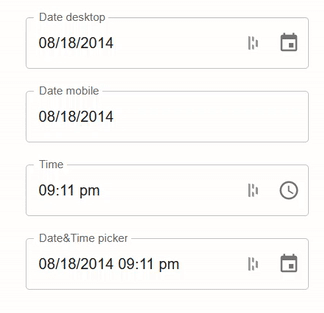 Date desktop
08/18/2014
Date mobile
08/18/2014
Time
09:11 pm
Date&Time picker
08/18/2014 09:11 pm